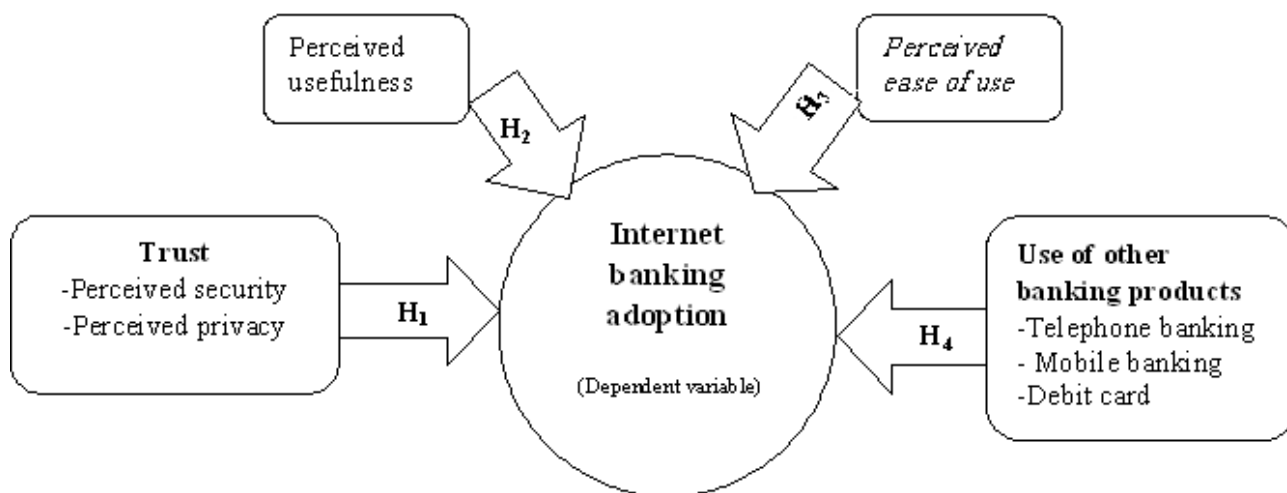 Perceived
usefulness
Perceived
ease of use
H₂
H₃
Trust
-Perceived security
-Perceived privacy
H₁
Internet
banking
adoption
(Dependent variable)
H₄
Use of other
banking products
-Telephone banking
- Mobile banking
-Debit card